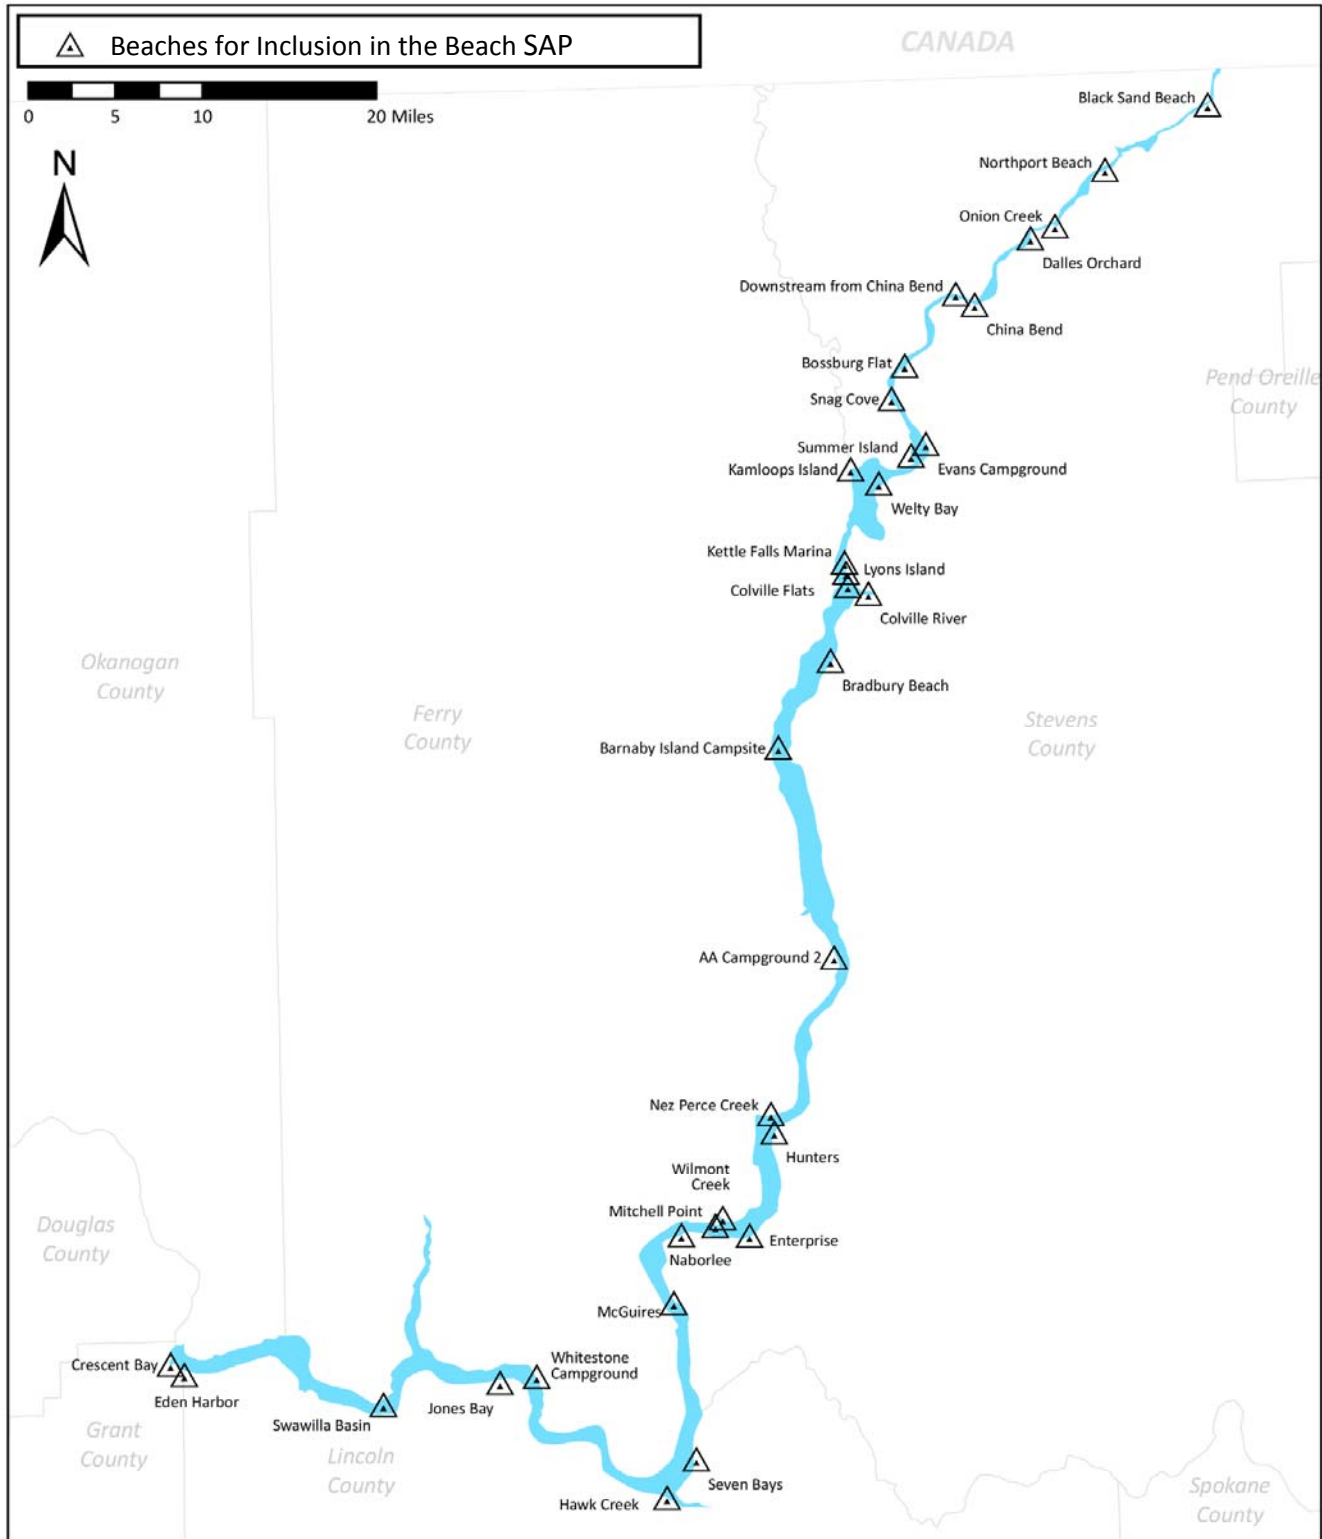 Beaches for Inclusion in the Beach SAP
CANADA
0 5 10 20 Miles
N
Black Sand Beach
Northport Beach
Onion Creek
Dalles Orchard
Downstream from China Bend
China Bend
Bossburg Flat
Pend Oreille
County
Snag Cove
Summer Island
Kamloops Island
Evans Campground
Welty Bay
Kettle Falls Marina
Lyons Island
Colville Flats
Colville River
Okanogan
County
Bradbury Beach
Ferry
County
Stevens
County
Barnaby Island Campsite
AA Campground 2
Nez Perce Creek
Hunters
Wilmont
Creek
Mitchell Point
Douglas
County
Enterprise
Naborlee
McGuires
Whitestone
Campground
Crescent Bay
Eden Harbor
Jones Bay
Swawilla Basin
Grant
County
Lincoln
County
Seven Bays
Hawk Creek
Spokane
County